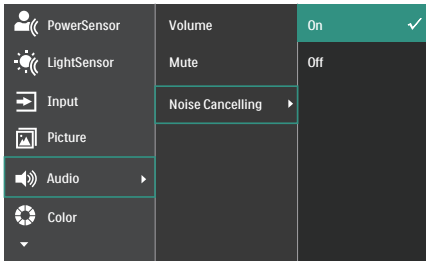 PowerSensor
LightSensor
Input
Picture
Audio
Color
Volume
Mute
Noise Cancelling
On
Off